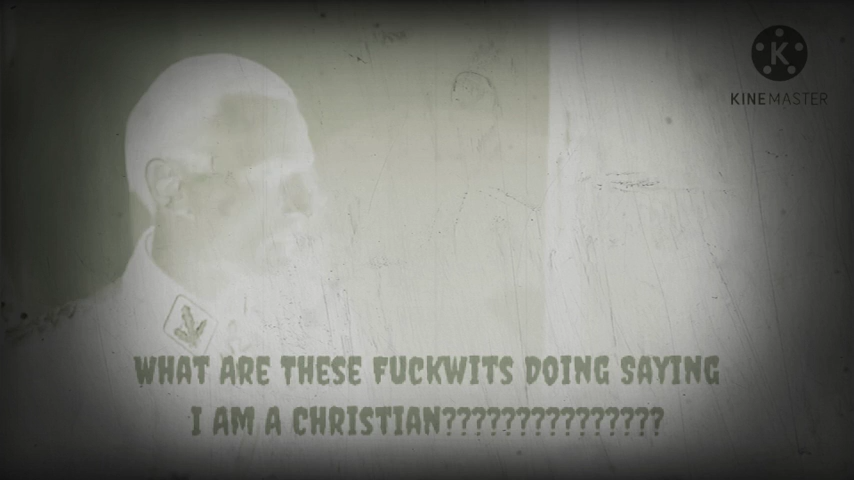 KINEMASTER
WHAT ARE THESE FUCKWITS DOING SAYING
I AM A CHRISTIAN???????????????